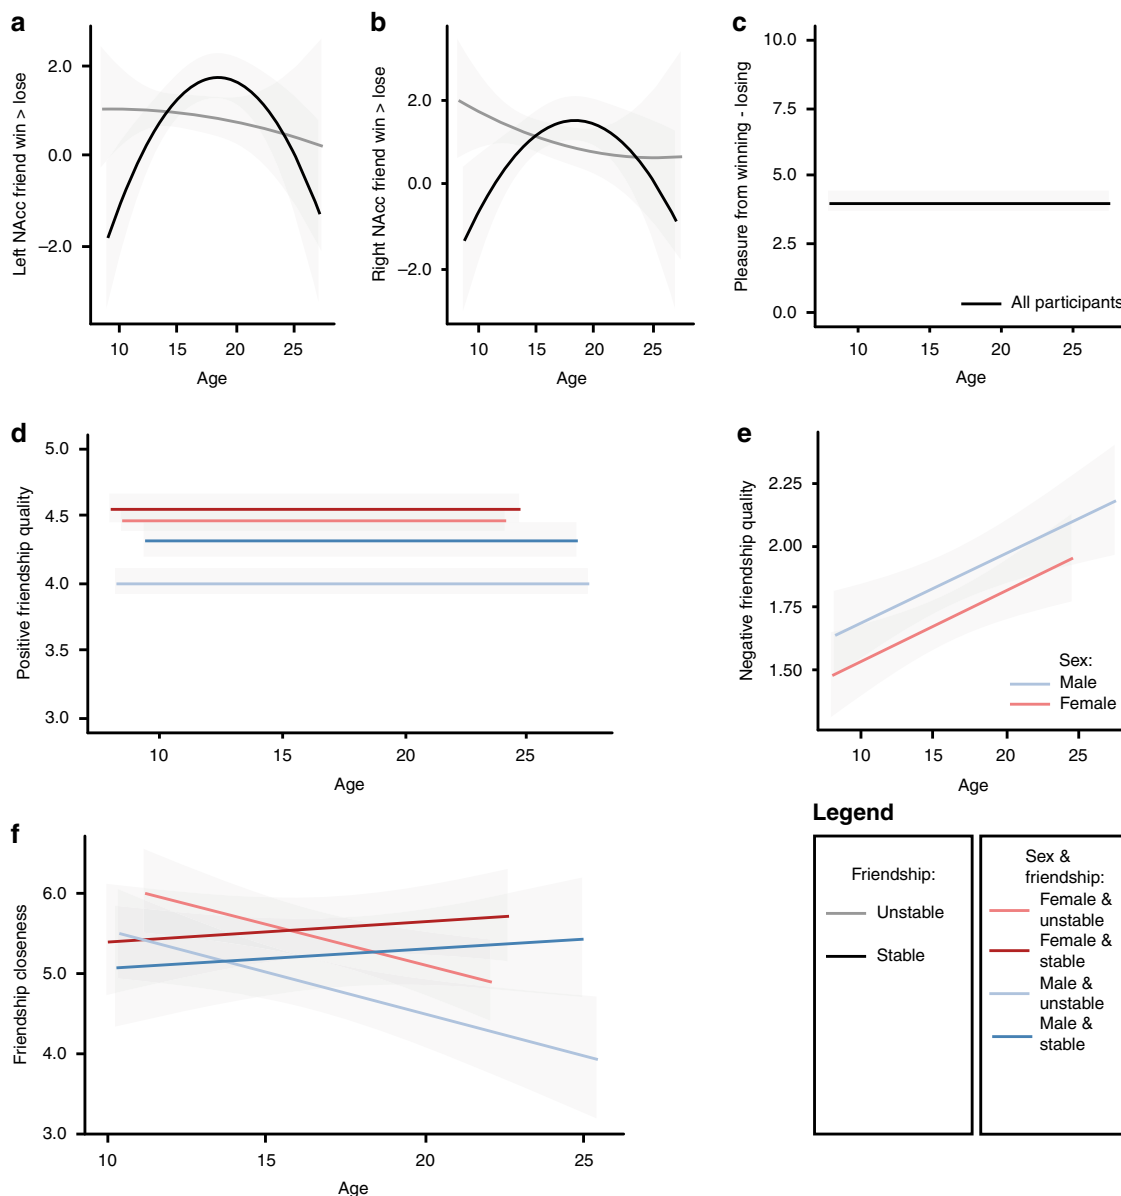 a
Left NAcc friend win > lose
2.0
0.0
−2.0
10
15
20
25
Age
b
Right NAcc friend win > lose
2.0
0.0
−2.0
10
15
20
25
Age
c
Pleasure from winning - losing
10.0
7.5
5.0
2.5
0.0
All participants
10
15
20
25
Age
d
Positive friendship quality
5.0
4.5
4.0
3.5
3.0
10
15
20
25
Age
e
Negative friendship quality
2.25
2.00
1.75
1.50
Sex:
Male
Female
10
15
20
25
Age
f
Friendship closeness
6.0
5.0
4.0
3.0
10
15
20
25
Age
Legend
Friendship:
Unstable
Stable
Sex &
friendship:
Female &
unstable
Female &
stable
Male &
unstable
Male &
stable